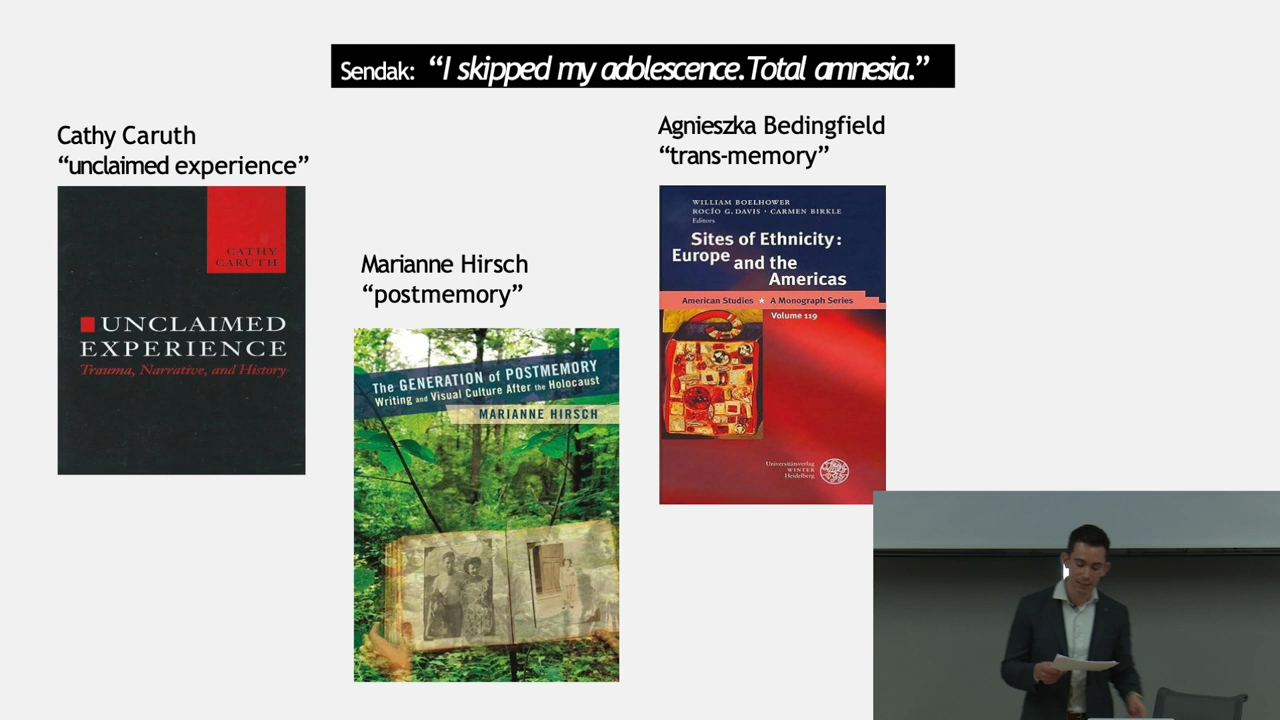 Sendak: “I skipped my adolescence.Total amnesia.”
Cathy Caruth
“unclaimed experience”
CATHY
CARUTH
UNCLAIMED
EXPERIENCE
Trauma, Narrative, and History
Marianne Hirsch
“postmemory”
The GENERATION of POSTMEMORY
Writing and Visual Culture After the Holocaust
MARIANNE HIRSCH
Agnieszka Bedingfield
“trans-memory”
WILLIAM BOELHOWER
ROCÍO G. DAVIS · CARMEN BIRKLE
Editors
Sites of Ethnicity:
Europe and the
Americas
American Studies ★ A Monograph Series
Volume 119
Universitätsverlag
WINTER
Heidelberg